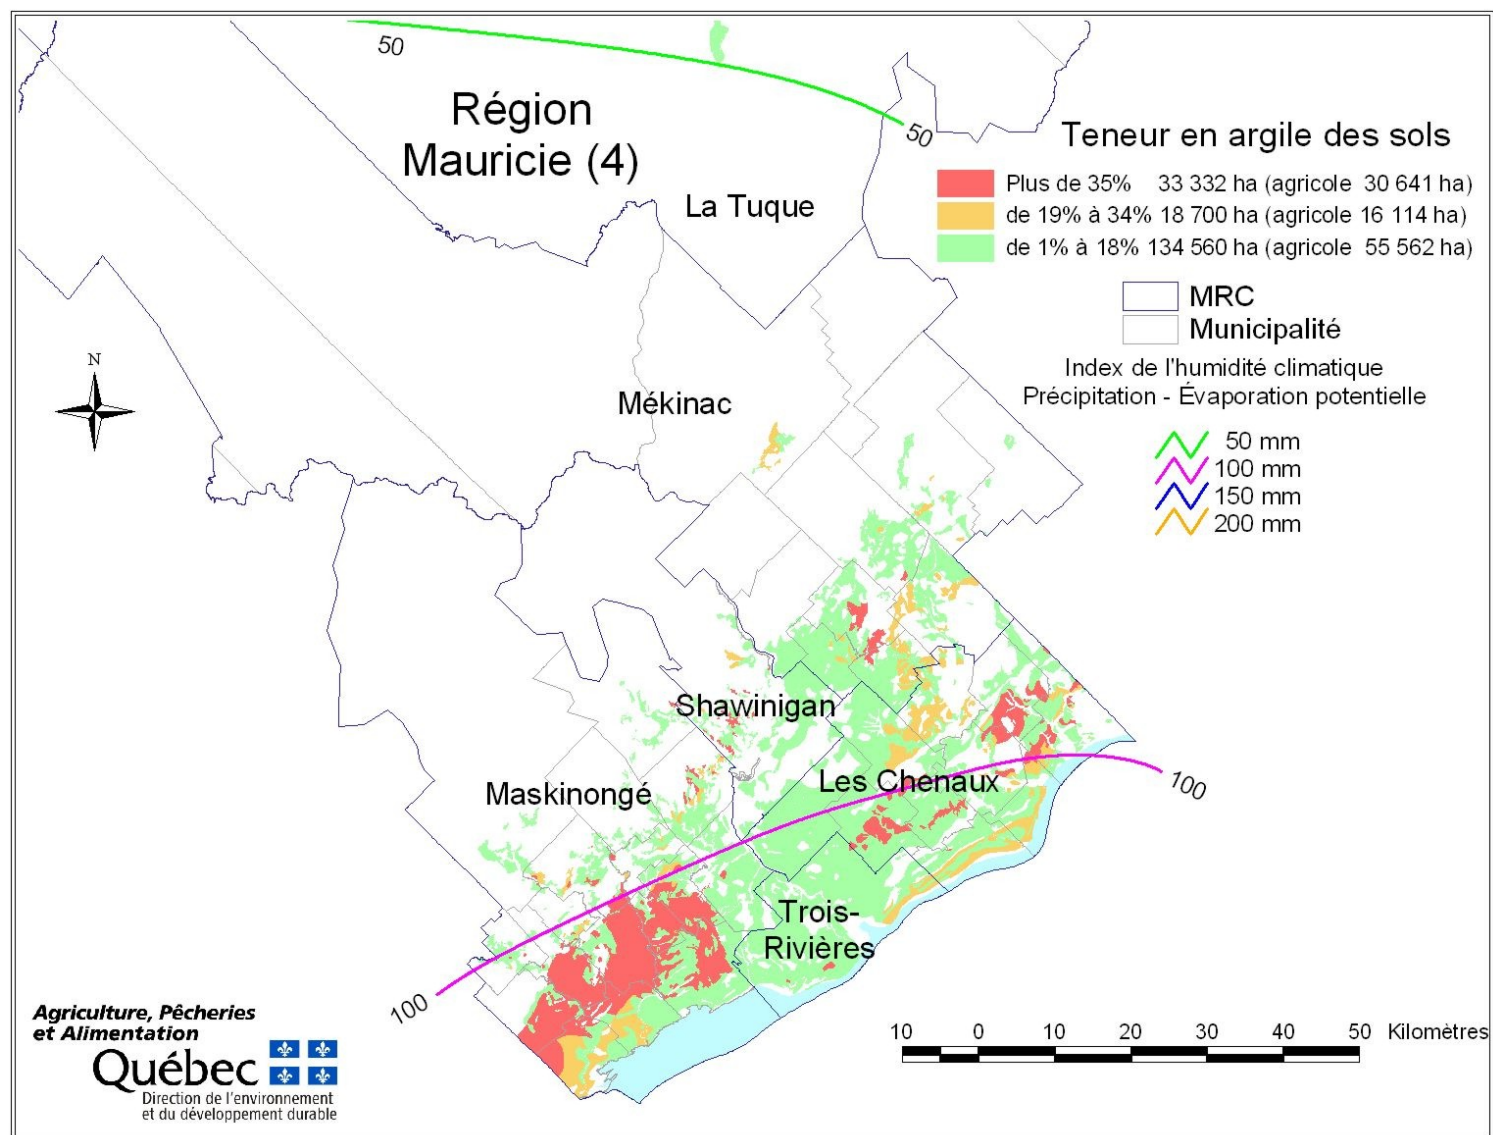 50
50
Région
Mauricie (4)
La Tuque
Teneur en argile des sols
Plus de 35% 33 332 ha (agricole 30 641 ha)
de 19% à 34% 18 700 ha (agricole 16 114 ha)
de 1% à 18% 134 560 ha (agricole 55 562 ha)
MRC
Municipalité
Index de l'humidité climatique
Précipitation - Évaporation potentielle
50 mm
100 mm
150 mm
200 mm
N
Mékinac
Shawinigan
Maskinongé
Les Chenaux
100
Trois-
Rivières
100
Agriculture, Pêcheries
et Alimentation
Québec
Direction de l'environnement
et du développement durable
10 0 10 20 30 40 50 Kilomètres